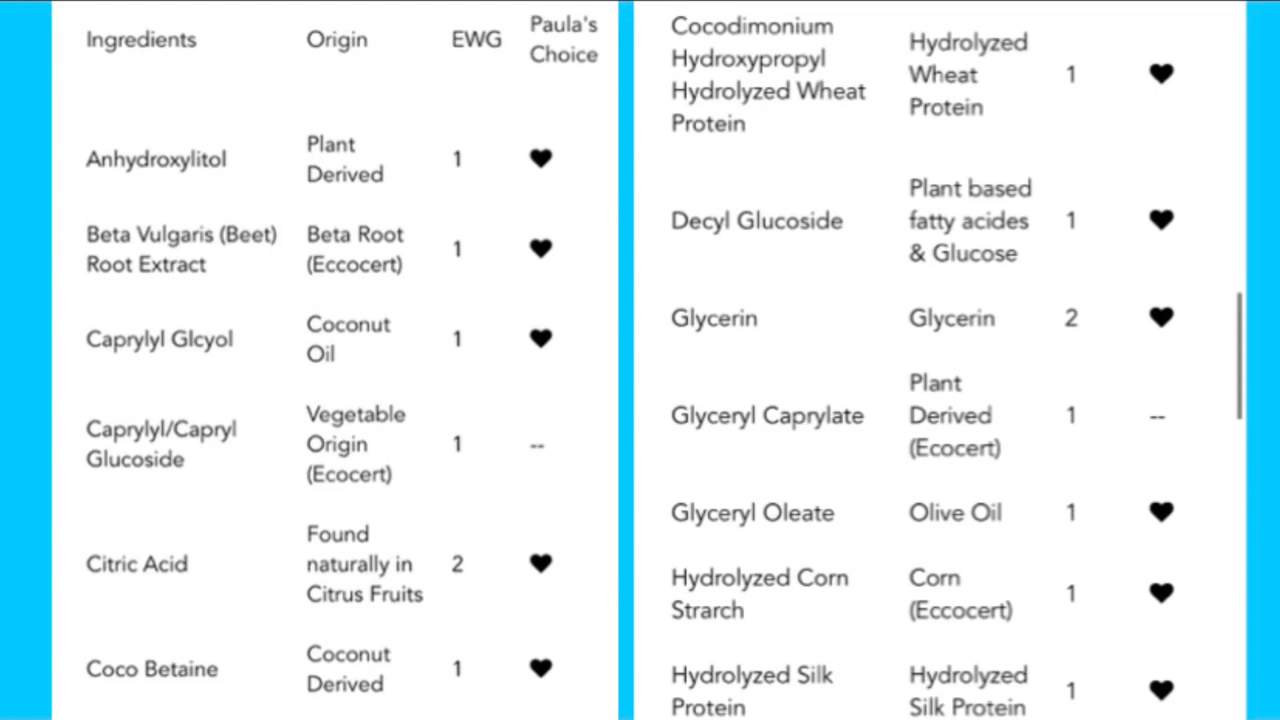 Ingredients Origin EWG Paula's
Choice
Anhydroxylitol Plant
Derived 1 ♥
Beta Vulgaris (Beet)
Root Extract Beta Root
(Eccocert) 1 ♥
Caprylyl Glcyol Coconut
Oil 1 ♥
Caprylyl/Capryl
Glucoside Vegetable
Origin
(Ecocert) 1 --
Citric Acid Found
naturally in
Citrus Fruits 2 ♥
Coco Betaine Coconut
Derived 1 ♥
Cocodimonium
Hydroxypropyl
Hydrolyzed Wheat
Protein Hydrolyzed
Wheat
Protein 1 ♥
Decyl Glucoside Plant based
fatty acides
& Glucose 1 ♥
Glycerin Glycerin 2 ♥
Glyceryl Caprylate Plant
Derived
(Ecocert) 1 --
Glyceryl Oleate Olive Oil 1 ♥
Hydrolyzed Corn
Strarch Corn
(Eccocert) 1 ♥
Hydrolyzed Silk
Protein Hydrolyzed
Silk Protein 1 ♥